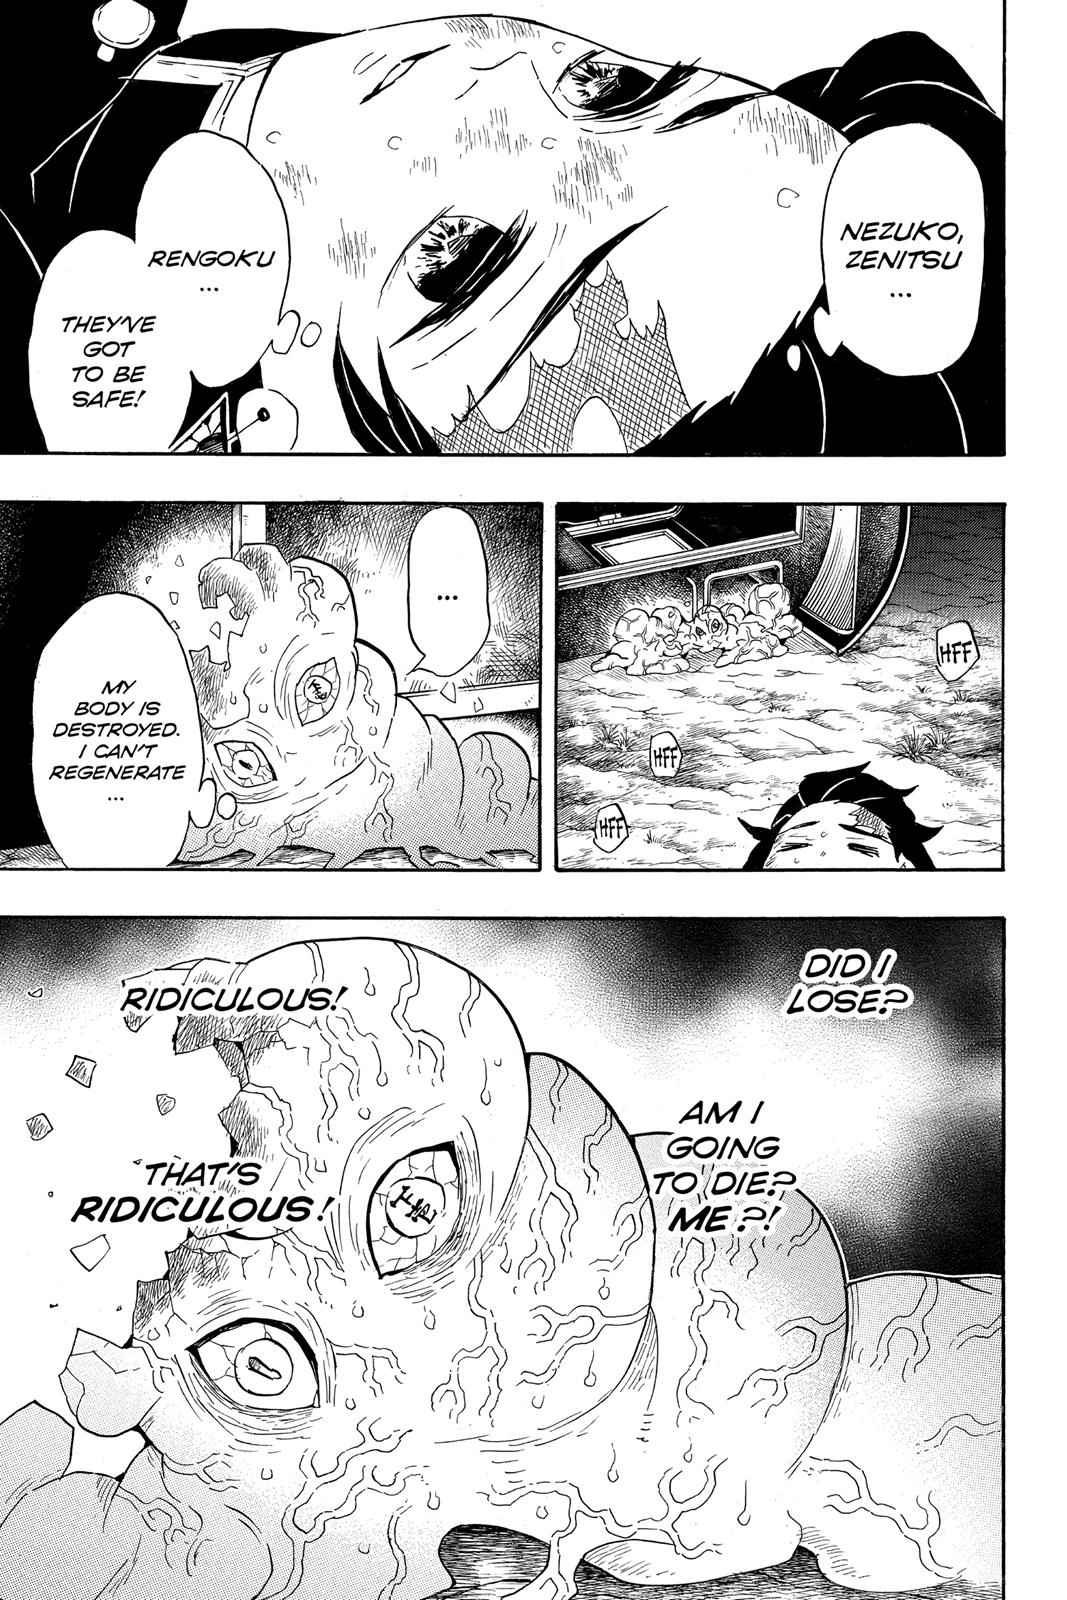 NEZUKO,
ZENITSU
...
RENGOKU
...
THEY'VE
GOT
TO BE
SAFE!
HFF
HFF
HFF
...
MY
BODY IS
DESTROYED.
I CAN'T
REGENERATE
...
DID I
LOSE?
AM I
GOING
TO DIE?
ME?!
RIDICULOUS!
THAT'S
RIDICULOUS!